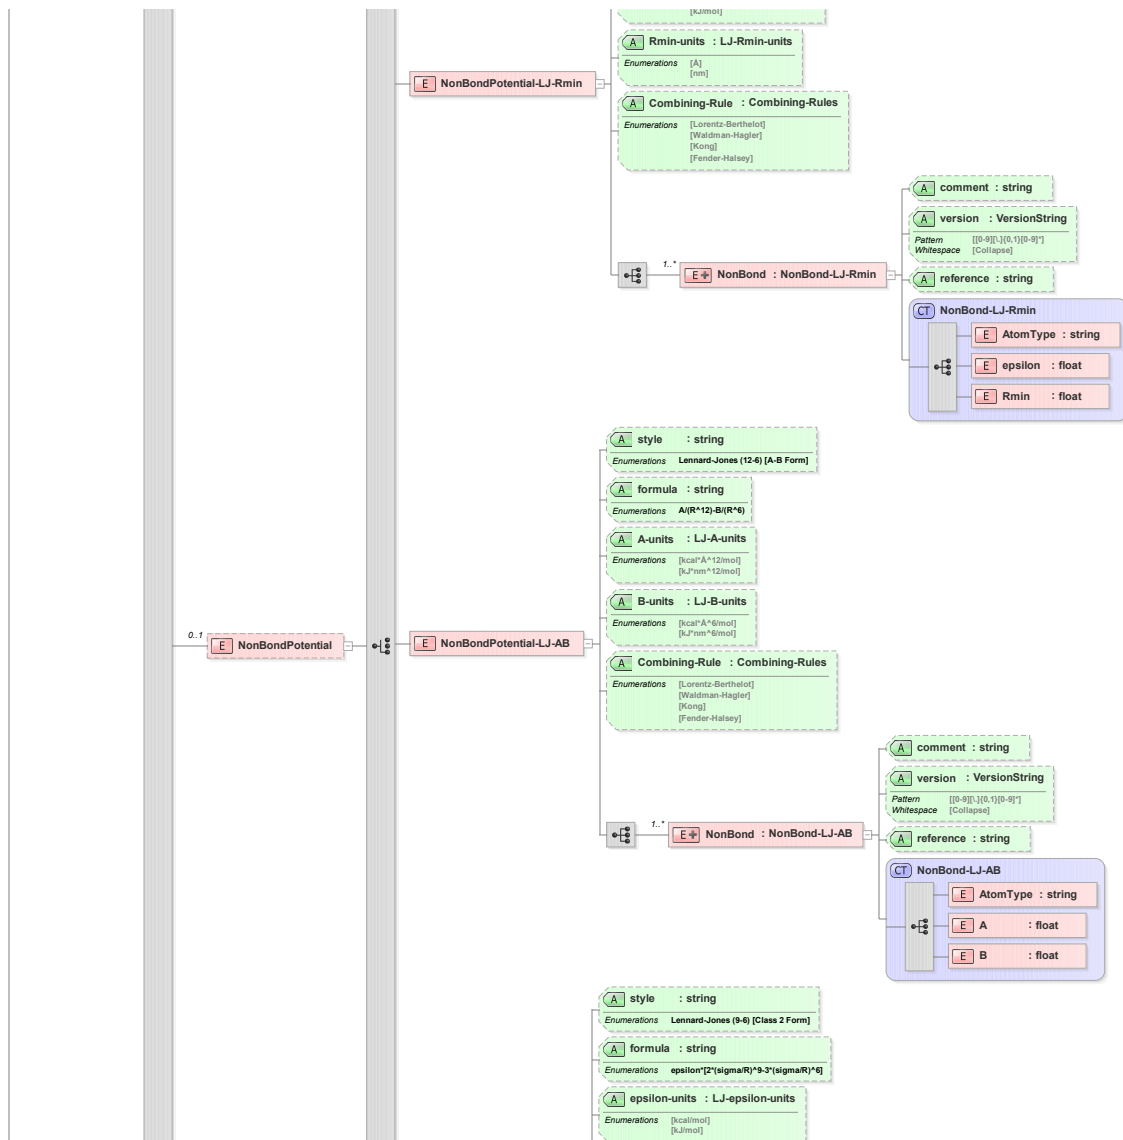 [kJ/mol]
A Rmin-units : LJ-Rmin-units
Enumerations [Å]
[nm]
E NonBondPotential-LJ-Rmin
A Combining-Rule : Combining-Rules
Enumerations [Lorentz-Berthelot]
[Waldman-Hagler]
[Kong]
[Fender-Halsey]
A comment : string
A version : VersionString
Pattern [[0-9][\.]{0,1}[0-9]*]
Whitespace [Collapse]
1..*
E NonBond : NonBond-LJ-Rmin
A reference : string
CT NonBond-LJ-Rmin
E AtomType : string
E epsilon : float
E Rmin : float
A style : string
Enumerations Lennard-Jones (12-6) [A-B Form]
A formula : string
Enumerations A/(R^12)-B/(R^6)
A A-units : LJ-A-units
Enumerations [kcal*Å^12/mol]
[kJ*nm^12/mol]
A B-units : LJ-B-units
Enumerations [kcal*Å^6/mol]
[kJ*nm^6/mol]
0..1
E NonBondPotential
E NonBondPotential-LJ-AB
A Combining-Rule : Combining-Rules
Enumerations [Lorentz-Berthelot]
[Waldman-Hagler]
[Kong]
[Fender-Halsey]
A comment : string
A version : VersionString
Pattern [[0-9][\.]{0,1}[0-9]*]
Whitespace [Collapse]
1..*
E NonBond : NonBond-LJ-AB
A reference : string
CT NonBond-LJ-AB
E AtomType : string
E A : float
E B : float
A style : string
Enumerations Lennard-Jones (9-6) [Class 2 Form]
A formula : string
Enumerations epsilon*[2*(sigma/R)^9-3*(sigma/R)^6]
A epsilon-units : LJ-epsilon-units
Enumerations [kcal/mol]
[kJ/mol]